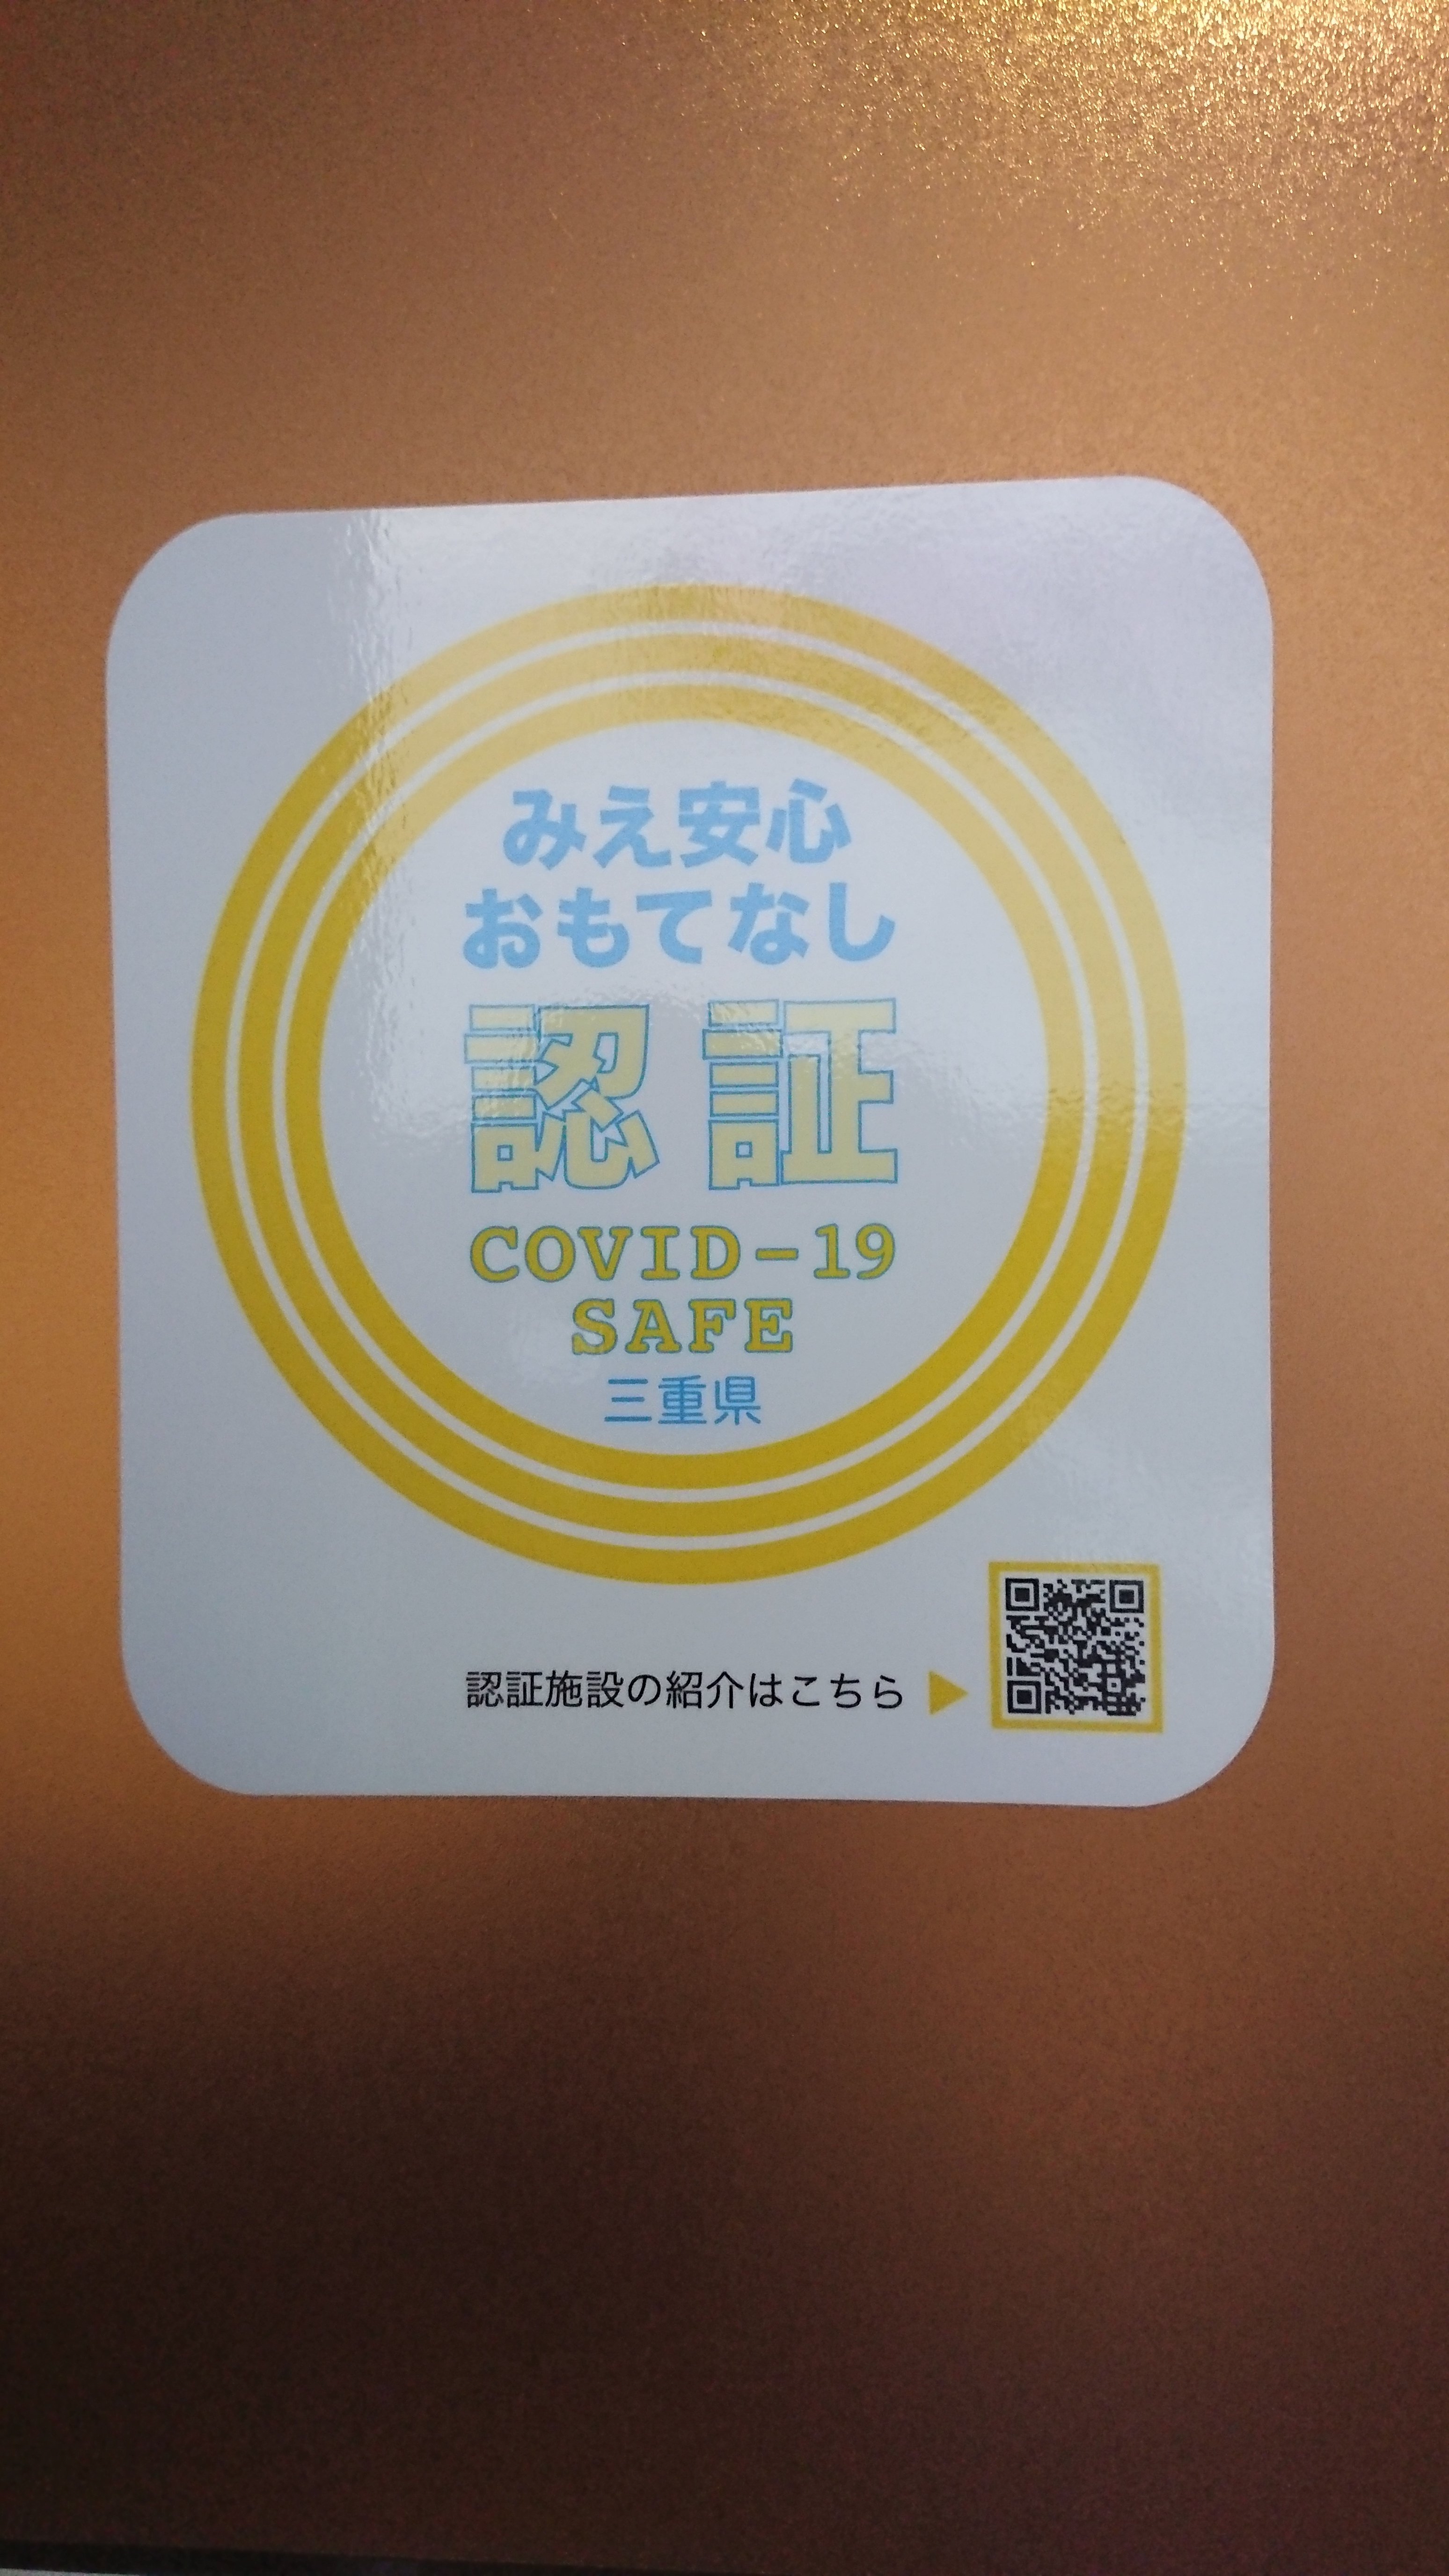 みえ安心
おもてなし
認証
COVID-19
SAFE
三重県
認証施設の紹介はこちら